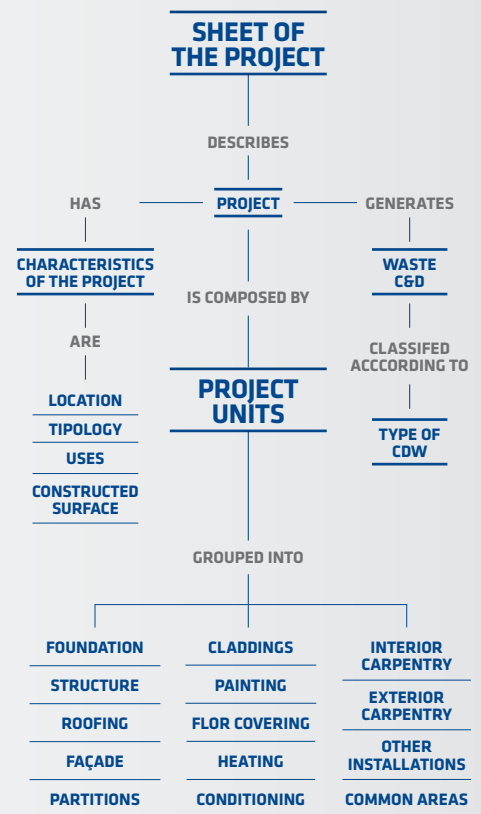 SHEET OF
THE PROJECT
DESCRIBES
HAS
PROJECT
GENERATES
CHARACTERISTICS
OF THE PROJECT
WASTE
C&D
IS COMPOSED BY
ARE
CLASSIFED
ACCCORDING TO
LOCATION
TIPOLOGY
USES
CONSTRUCTED
SURFACE
PROJECT
UNITS
TYPE OF
CDW
GROUPED INTO
FOUNDATION
STRUCTURE
ROOFING
FAÇADE
PARTITIONS
CLADDINGS
PAINTING
FLOR COVERING
HEATING
CONDITIONING
INTERIOR
CARPENTRY
EXTERIOR
CARPENTRY
OTHER
INSTALLATIONS
COMMON AREAS